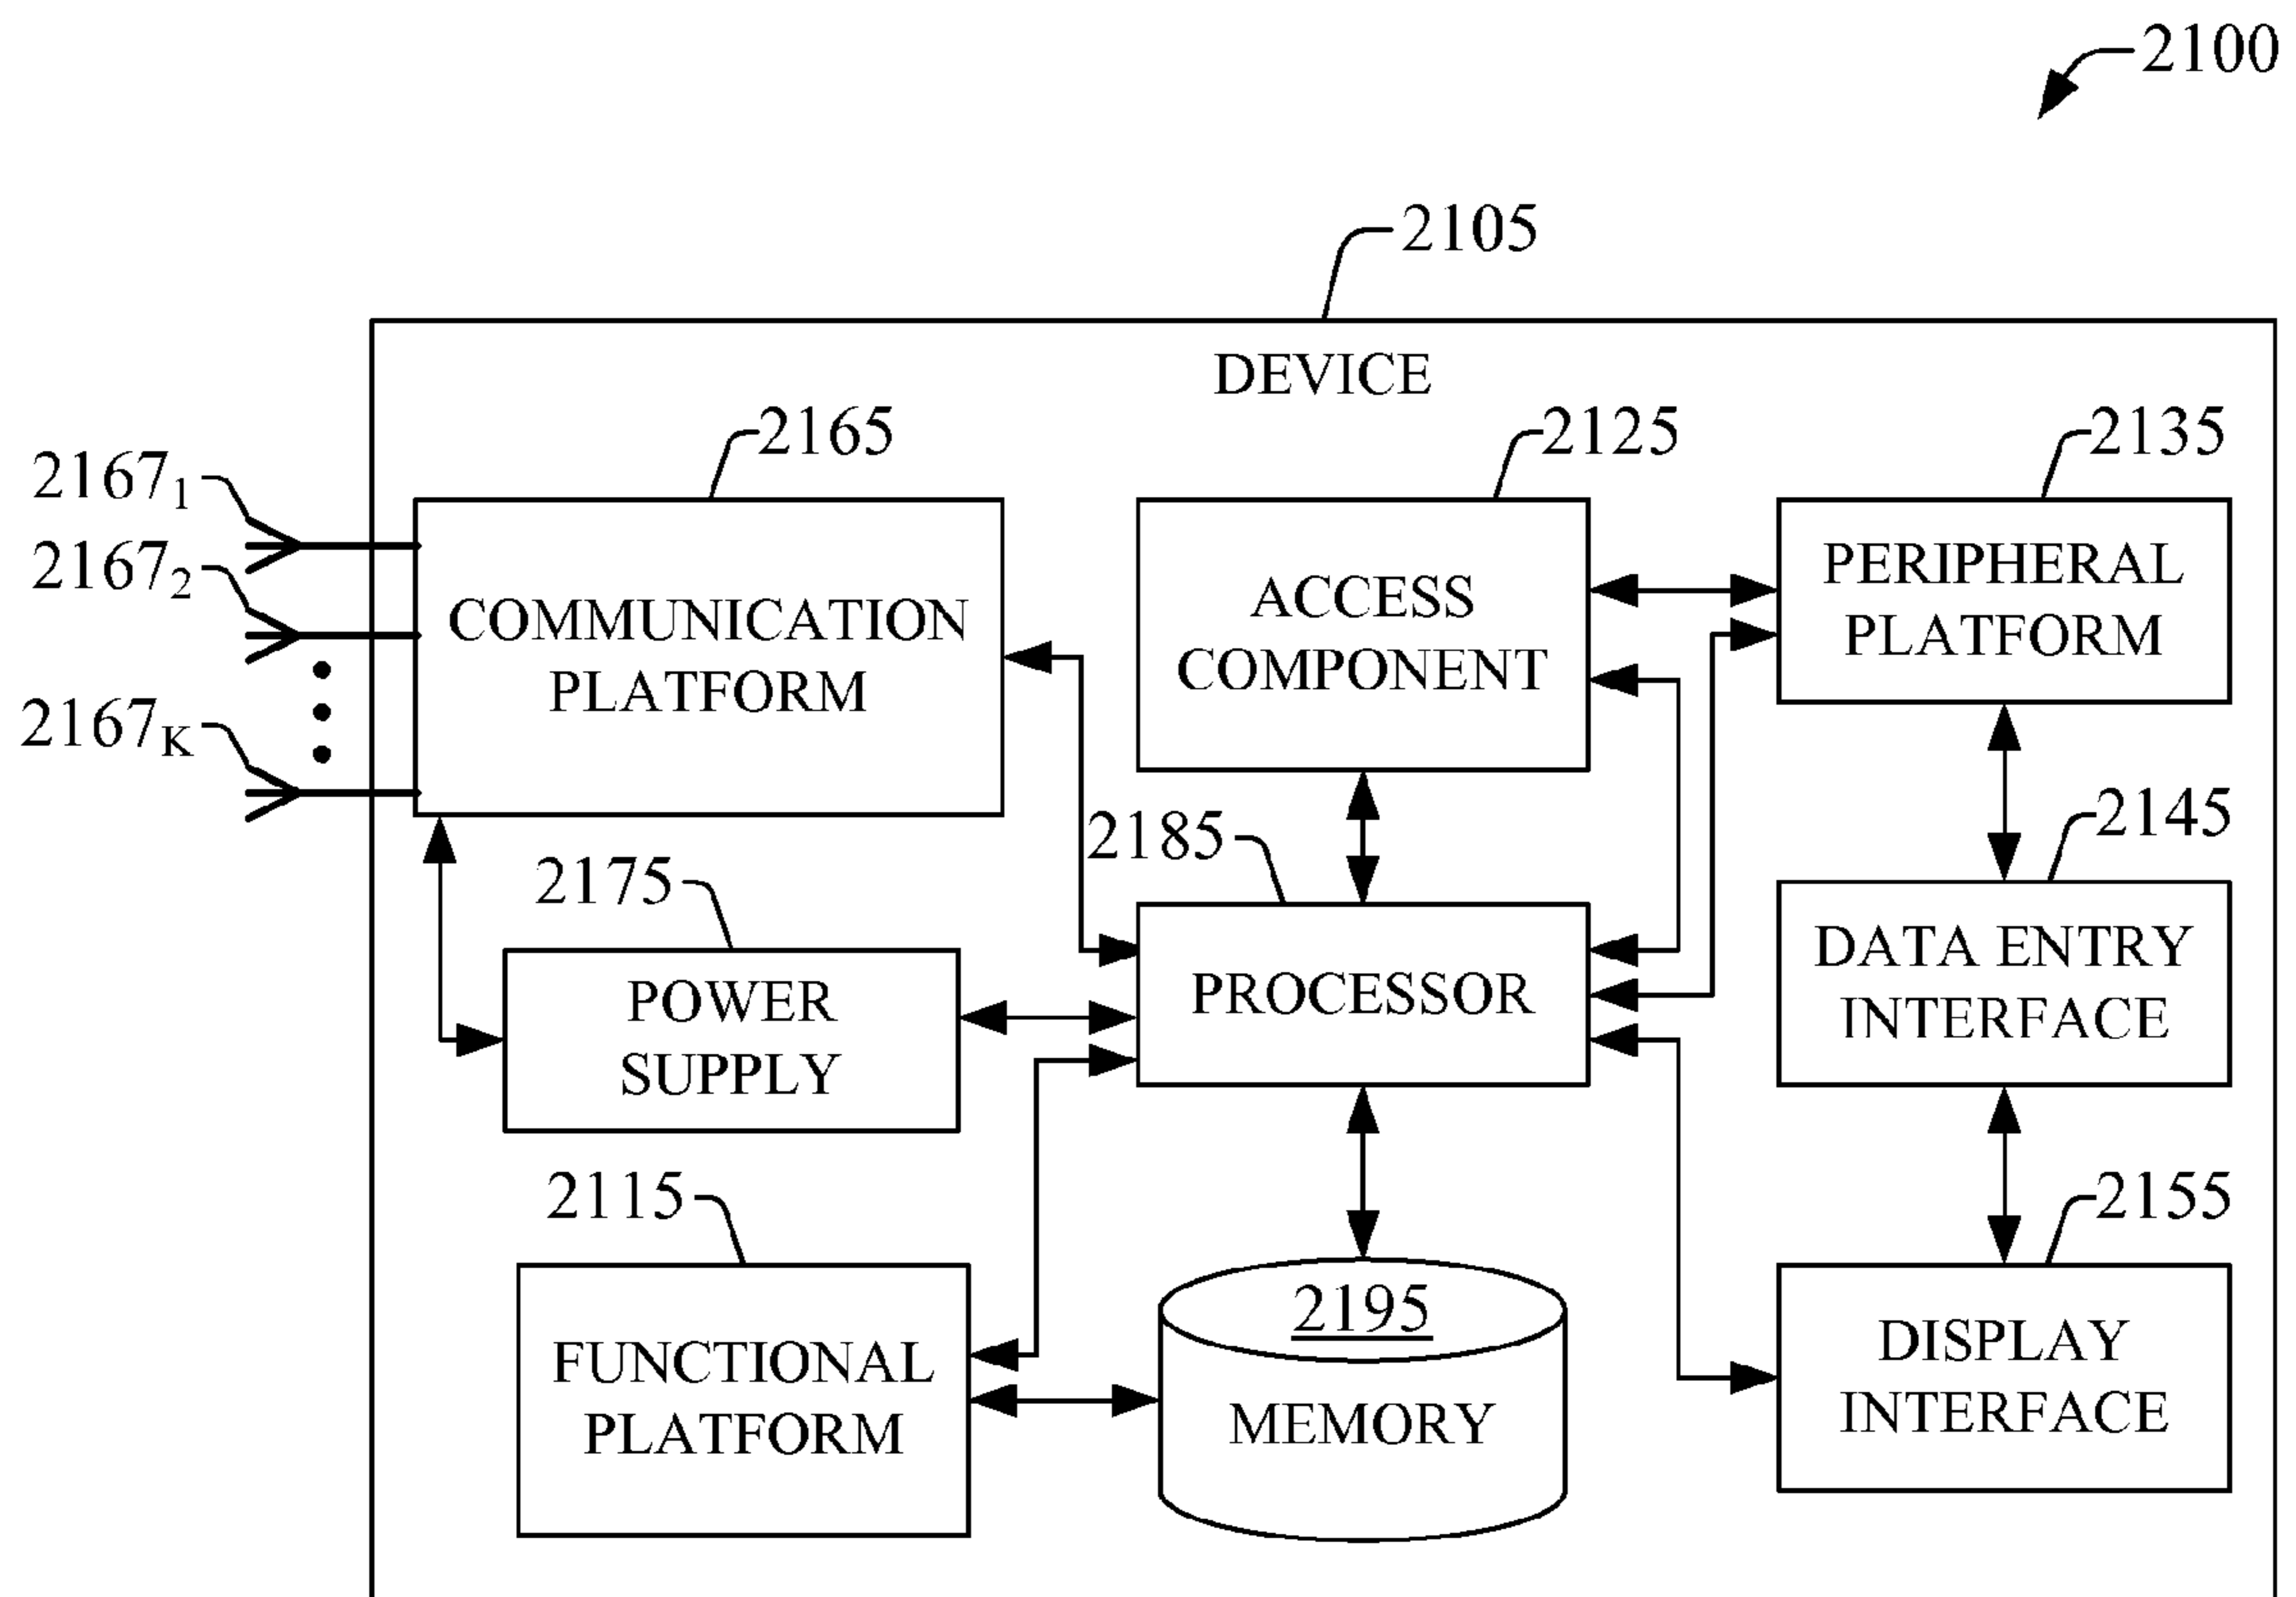 2100
2105
DEVICE
2165
2125
2135
2167₁
2167₂
2167K
COMMUNICATION
PLATFORM
ACCESS
COMPONENT
PERIPHERAL
PLATFORM
2175
2185
2145
POWER
SUPPLY
PROCESSOR
DATA ENTRY
INTERFACE
2115
2195
2155
FUNCTIONAL
PLATFORM
MEMORY
DISPLAY
INTERFACE